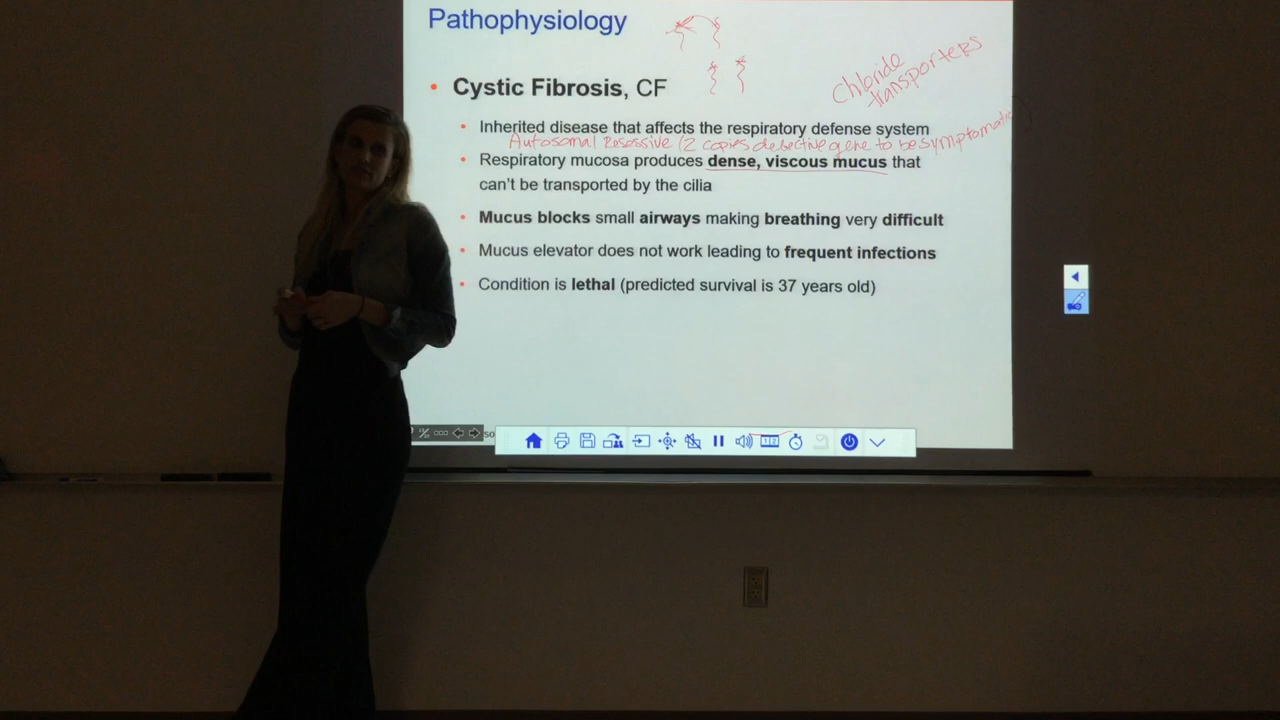 Pathophysiology
Chloride
transporters
• Cystic Fibrosis, CF
• Inherited disease that affects the respiratory defense system
Autosomal Resessive (2 copies defective gene to be symptomatic)
• Respiratory mucosa produces dense, viscous mucus that
can't be transported by the cilia
• Mucus blocks small airways making breathing very difficult
• Mucus elevator does not work leading to frequent infections
• Condition is lethal (predicted survival is 37 years old)
so